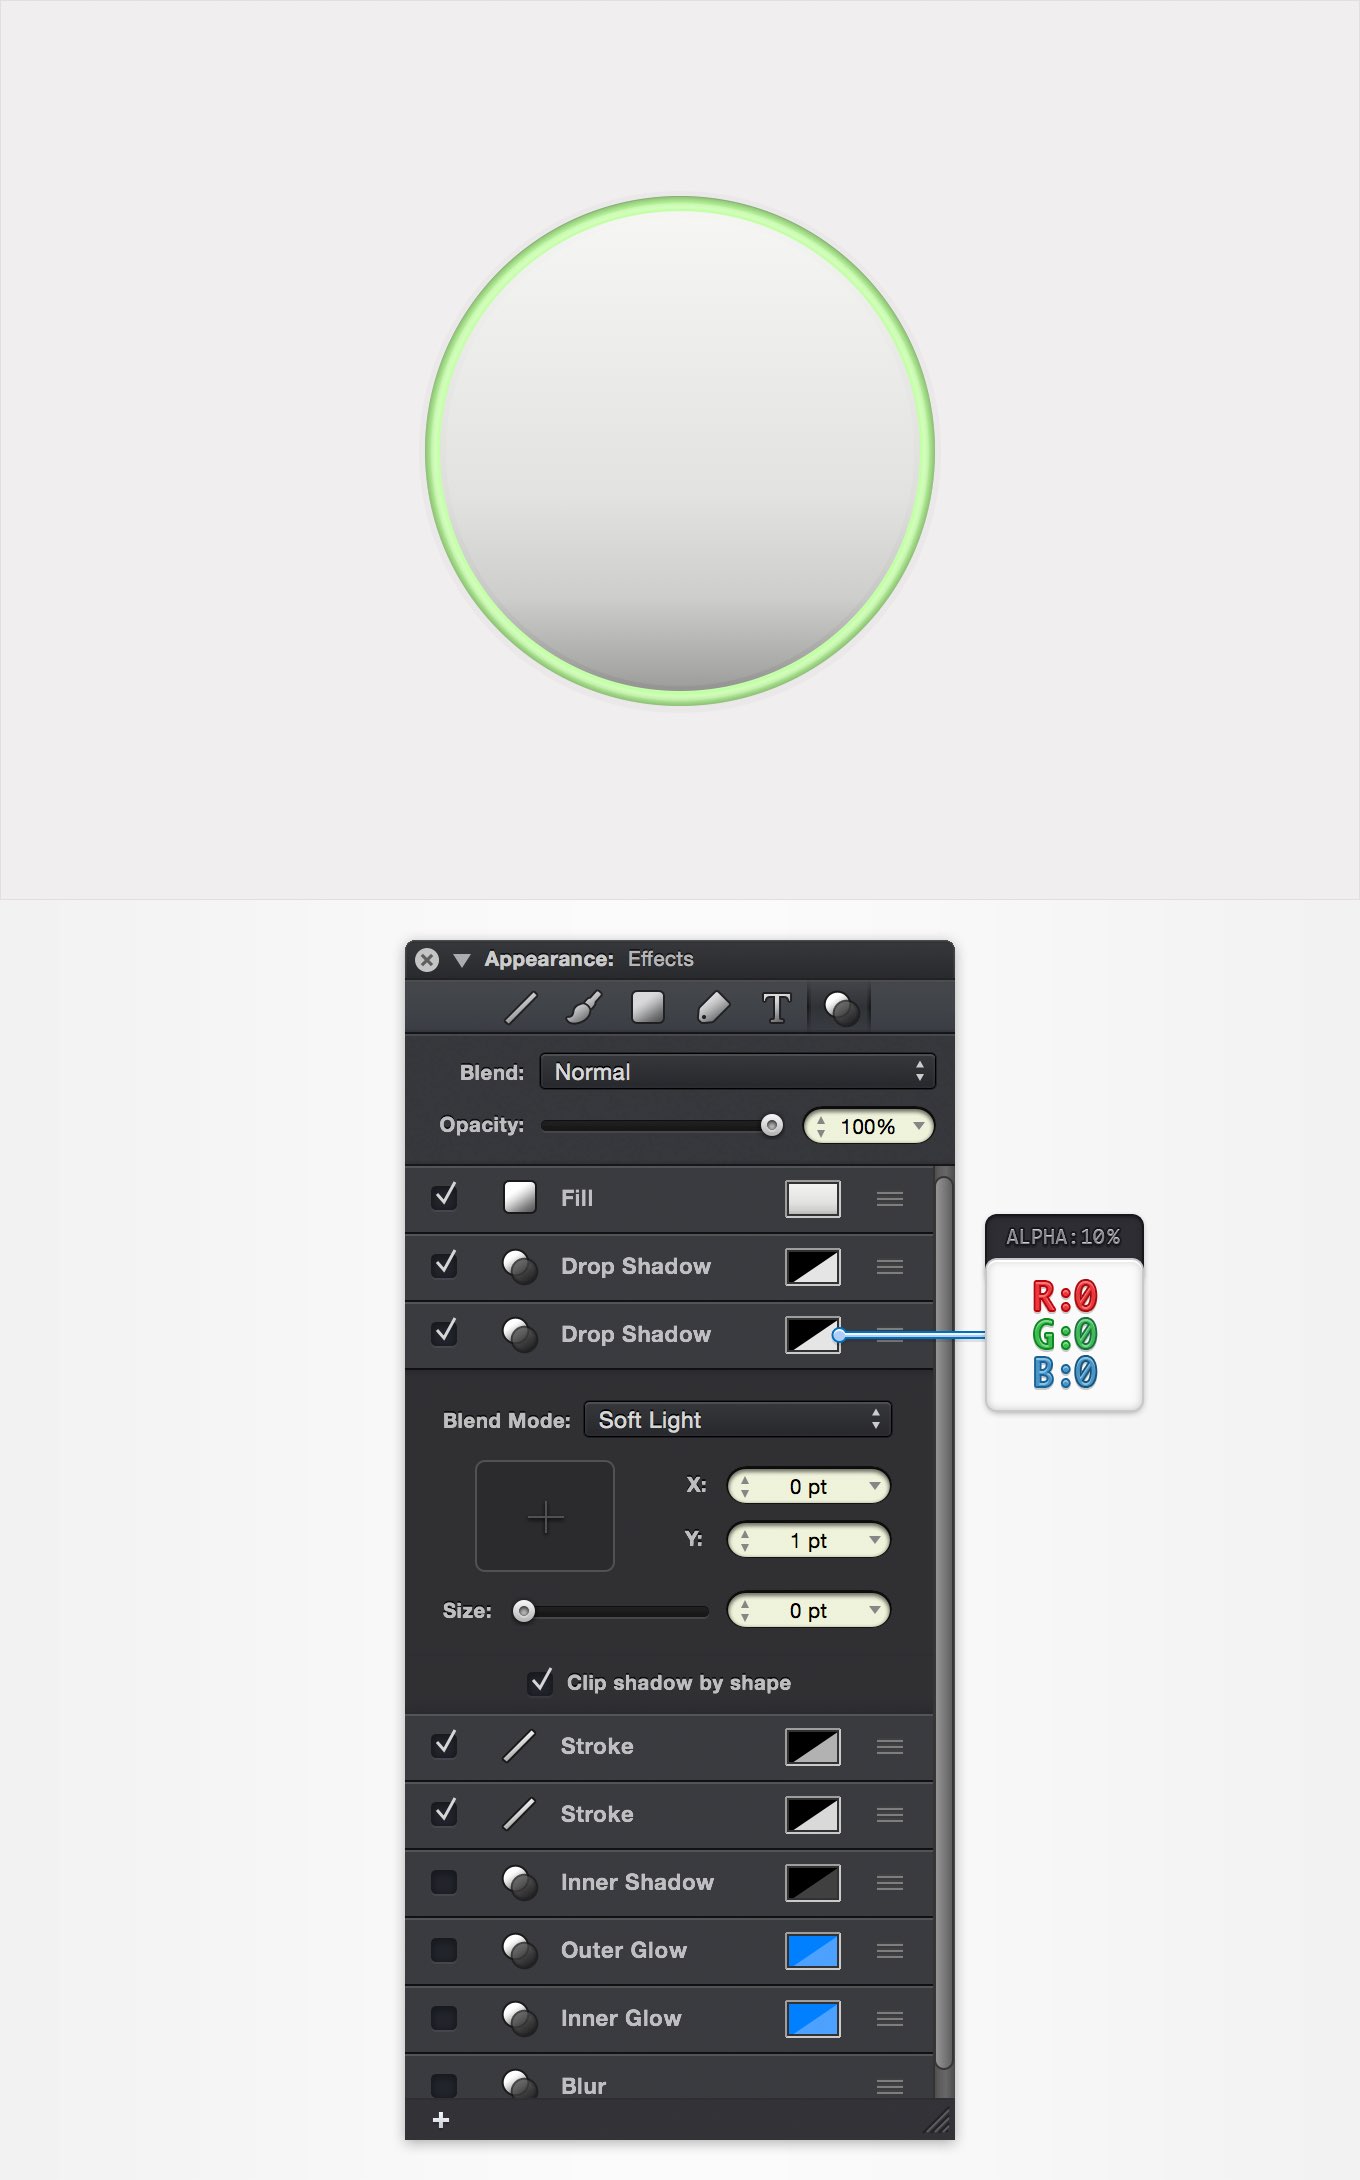 Appearance: Effects
T
Blend: Normal
Opacity: 100%
Fill
Drop Shadow
ALPHA:10%
R:0
G:0
B:0
Drop Shadow
Blend Mode: Soft Light
X: 0 pt
Y: 1 pt
Size: 0 pt
Clip shadow by shape
Stroke
Stroke
Inner Shadow
Outer Glow
Inner Glow
Blur
+